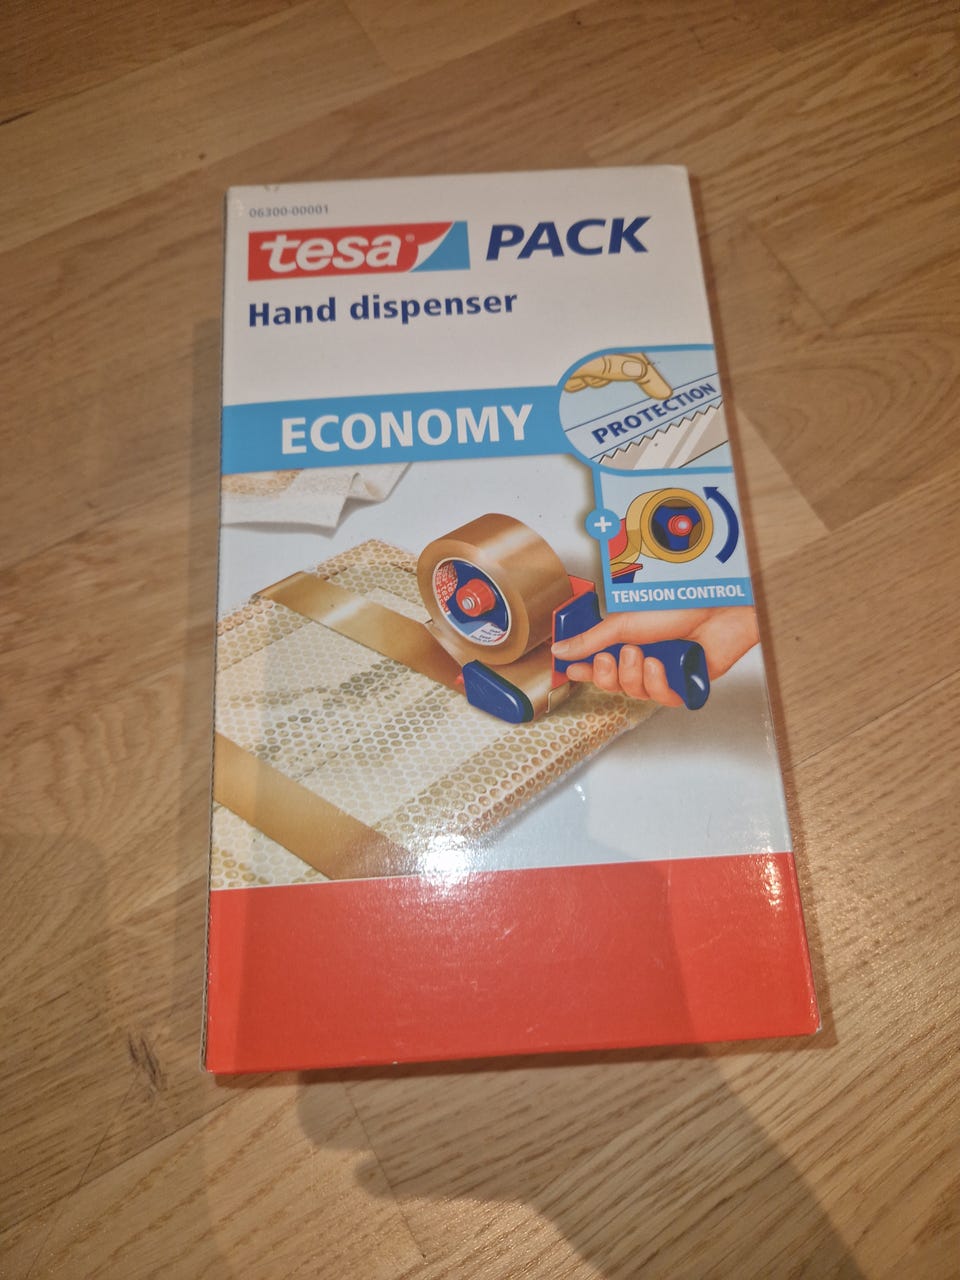 06300-00001
tesa® PACK
Hand dispenser
ECONOMY
PROTECTION
+
TENSION CONTROL